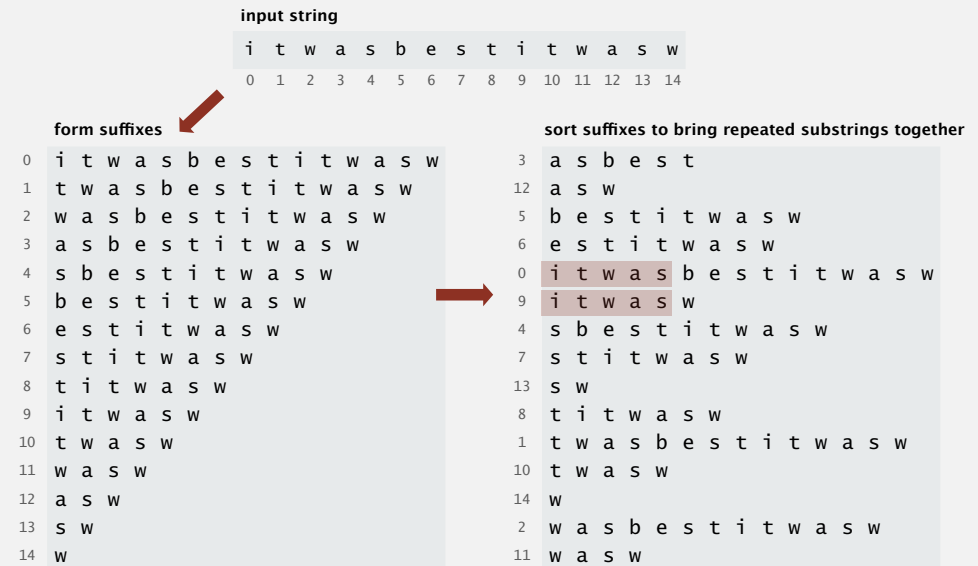 input string
i t w a s b e s t i t w a s w
0 1 2 3 4 5 6 7 8 9 10 11 12 13 14
form suffixes
0 i t w a s b e s t i t w a s w
1 t w a s b e s t i t w a s w
2 w a s b e s t i t w a s w
3 a s b e s t i t w a s w
4 s b e s t i t w a s w
5 b e s t i t w a s w
6 e s t i t w a s w
7 s t i t w a s w
8 t i t w a s w
9 i t w a s w
10 t w a s w
11 w a s w
12 a s w
13 s w
14 w
sort suffixes to bring repeated substrings together
3 a s b e s t
12 a s w
5 b e s t i t w a s w
6 e s t i t w a s w
0 i t w a s b e s t i t w a s w
9 i t w a s w
4 s b e s t i t w a s w
7 s t i t w a s w
13 s w
8 t i t w a s w
1 t w a s b e s t i t w a s w
10 t w a s w
14 w
2 w a s b e s t i t w a s w
11 w a s w